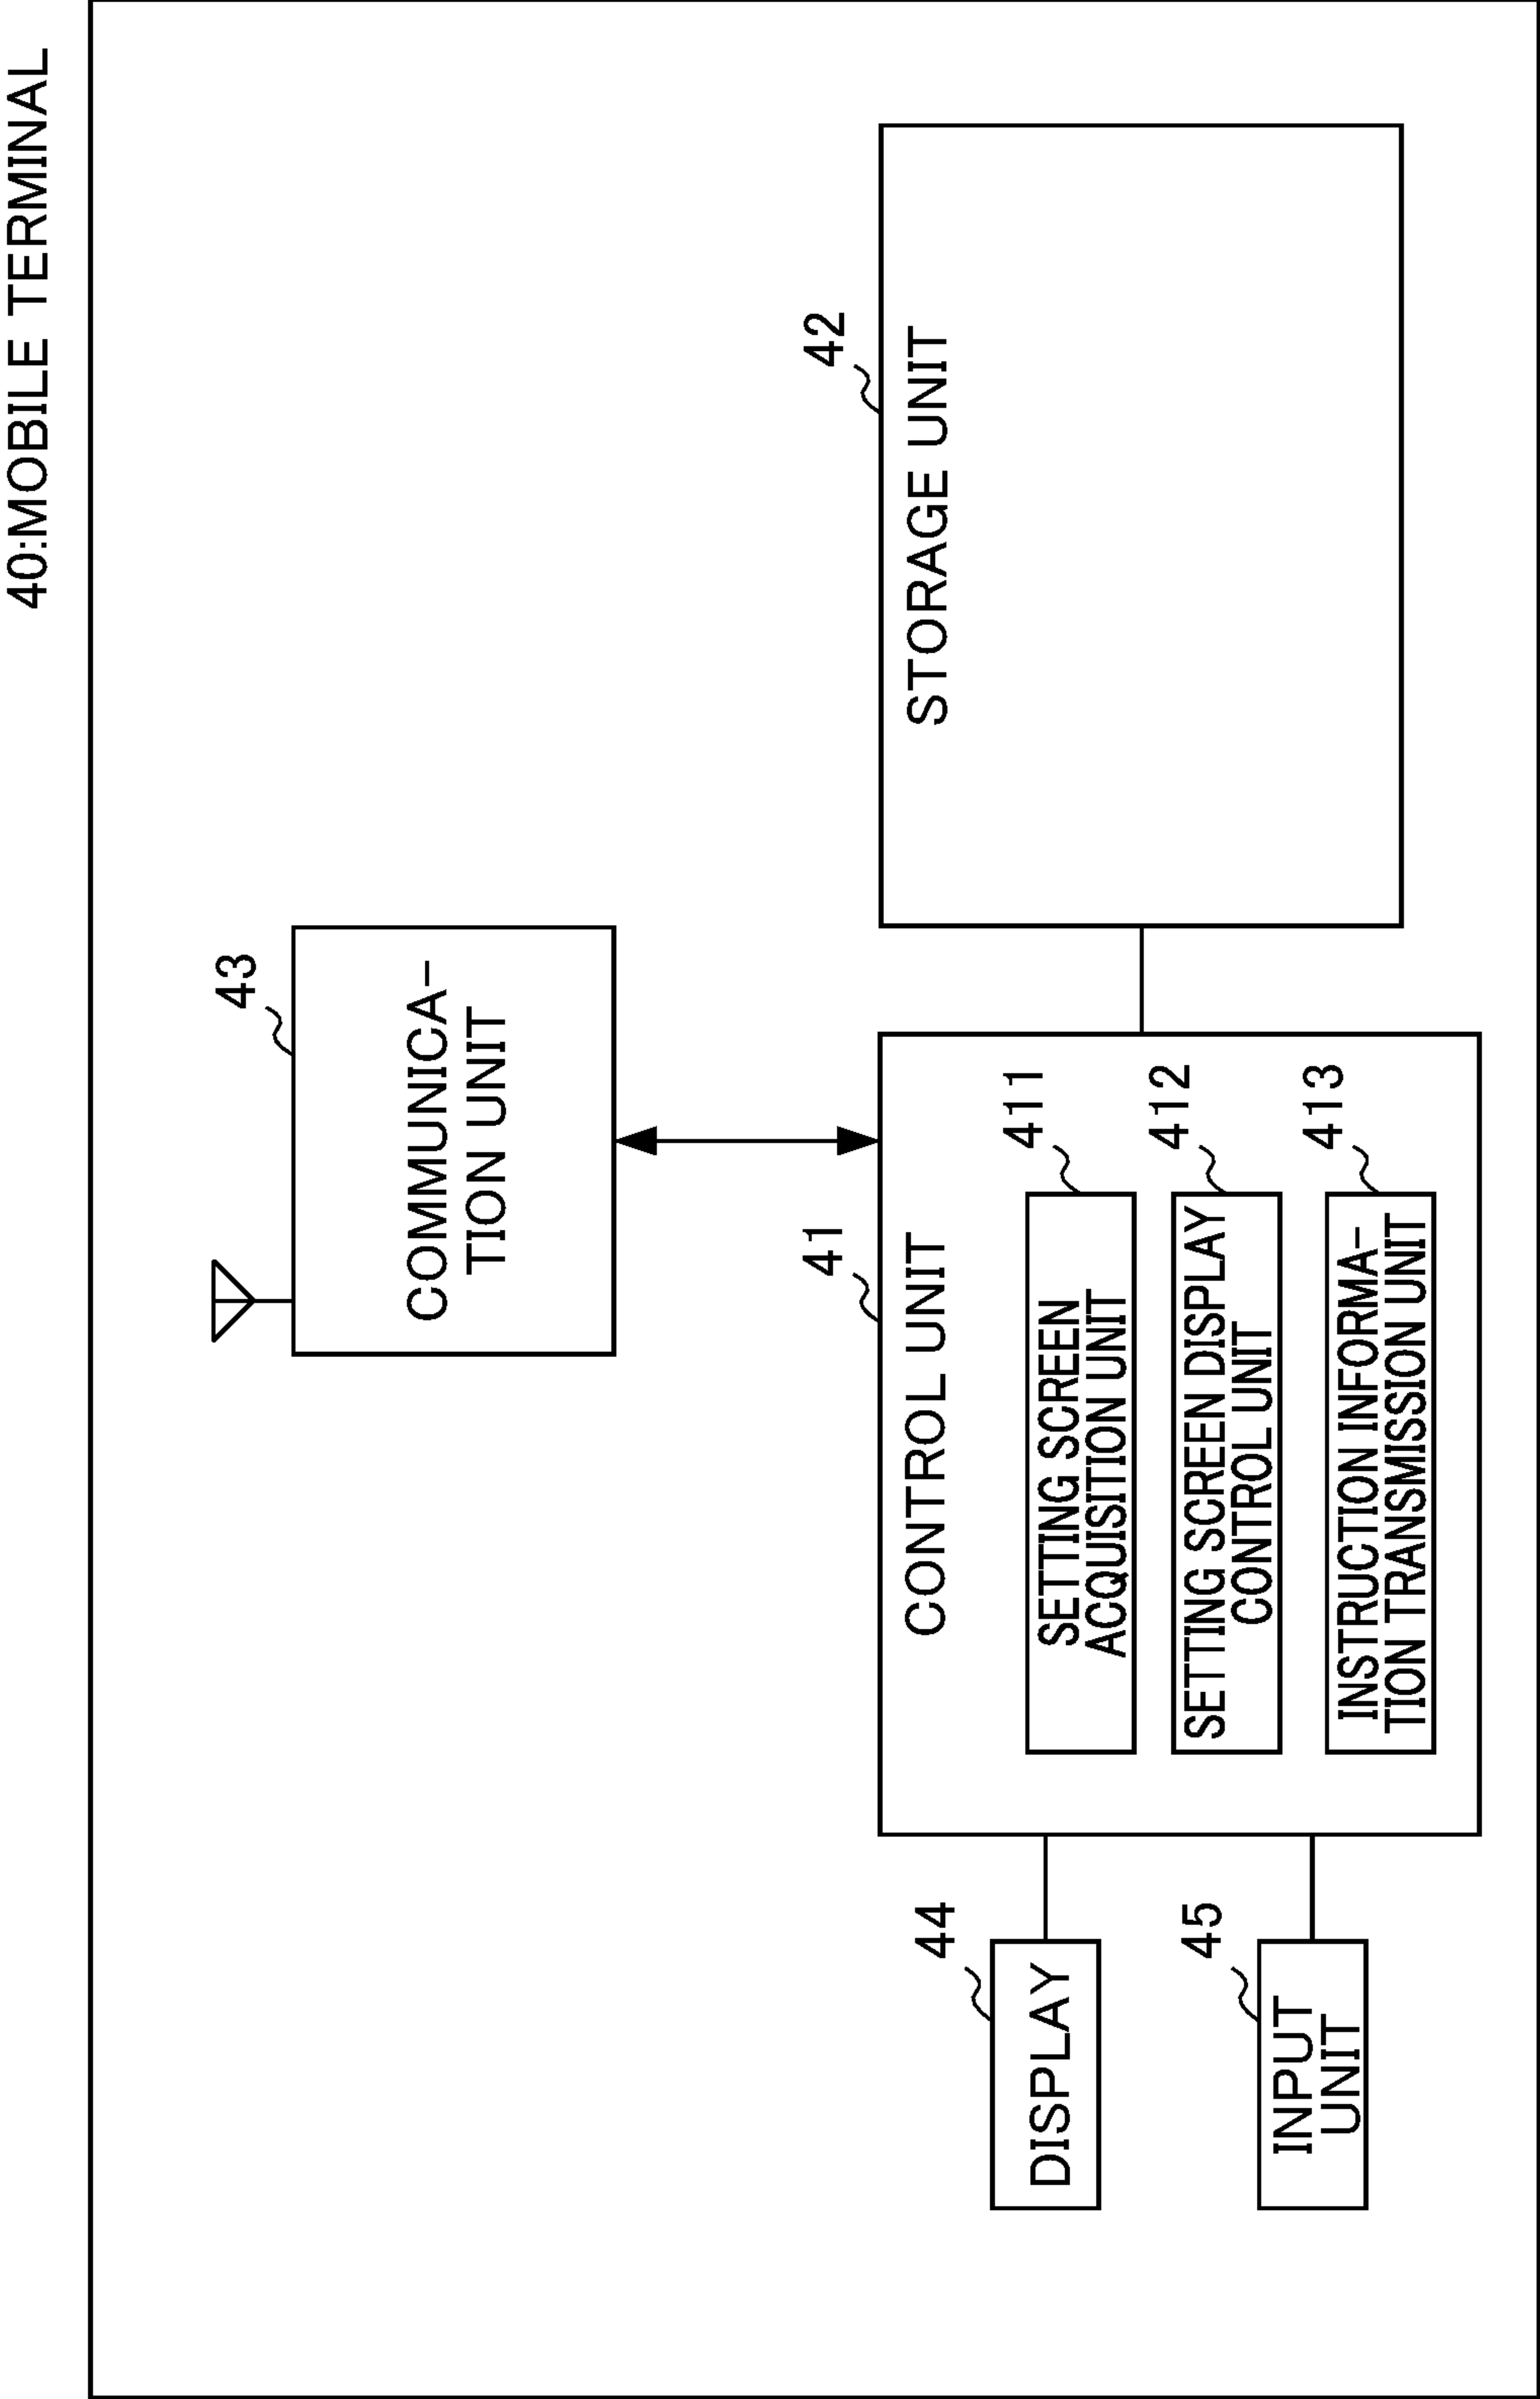 40:MOBILE TERMINAL
43
COMMUNICA-
TION UNIT
42
STORAGE UNIT
41
CONTROL UNIT
411
SETTING SCREEN
ACQUISITION UNIT
412
SETTING SCREEN DISPLAY
CONTROL UNIT
413
INSTRUCTION INFORMA-
TION TRANSMISSION UNIT
44
DISPLAY
45
INPUT
UNIT